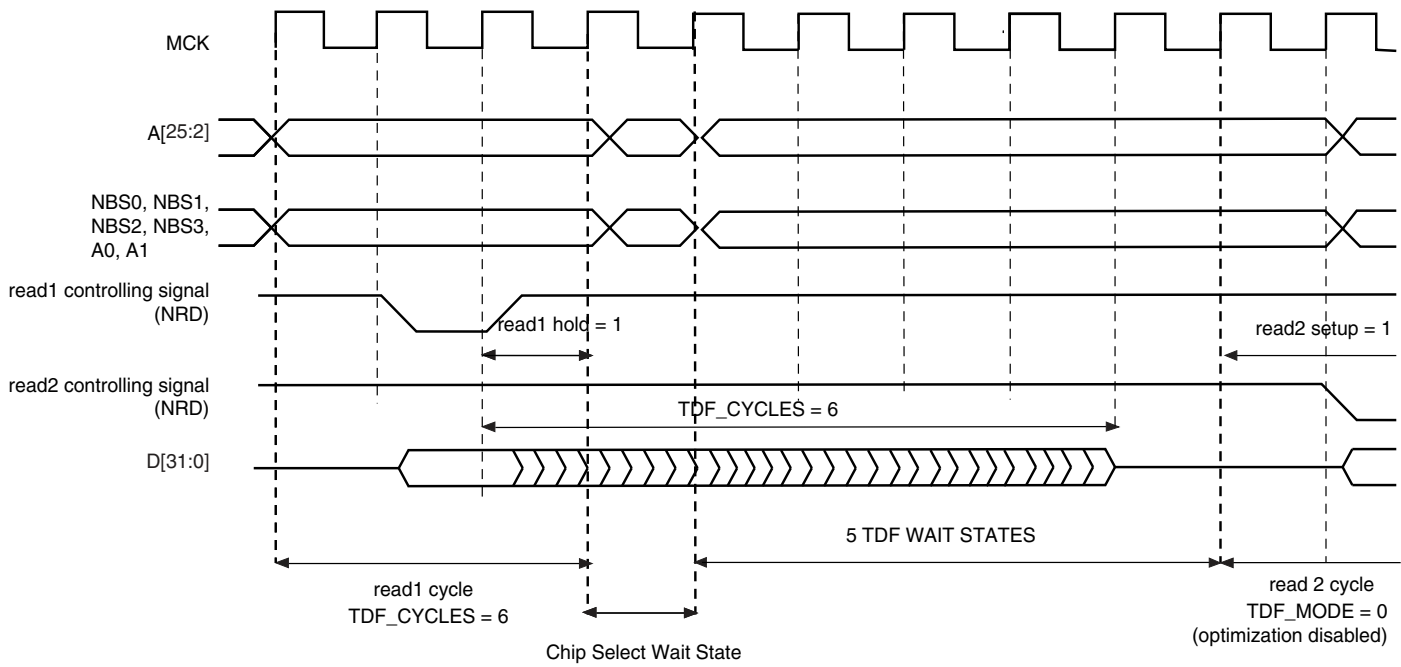 MCK
A[25:2]
NBS0, NBS1,
NBS2, NBS3,
A0, A1
read1 controlling signal
(NRD)
read1 hold = 1
read2 setup = 1
read2 controlling signal
(NRD)
TDF_CYCLES = 6
D[31:0]
5 TDF WAIT STATES
read1 cycle
TDF_CYCLES = 6
Chip Select Wait State
read 2 cycle
TDF_MODE = 0
(optimization disabled)